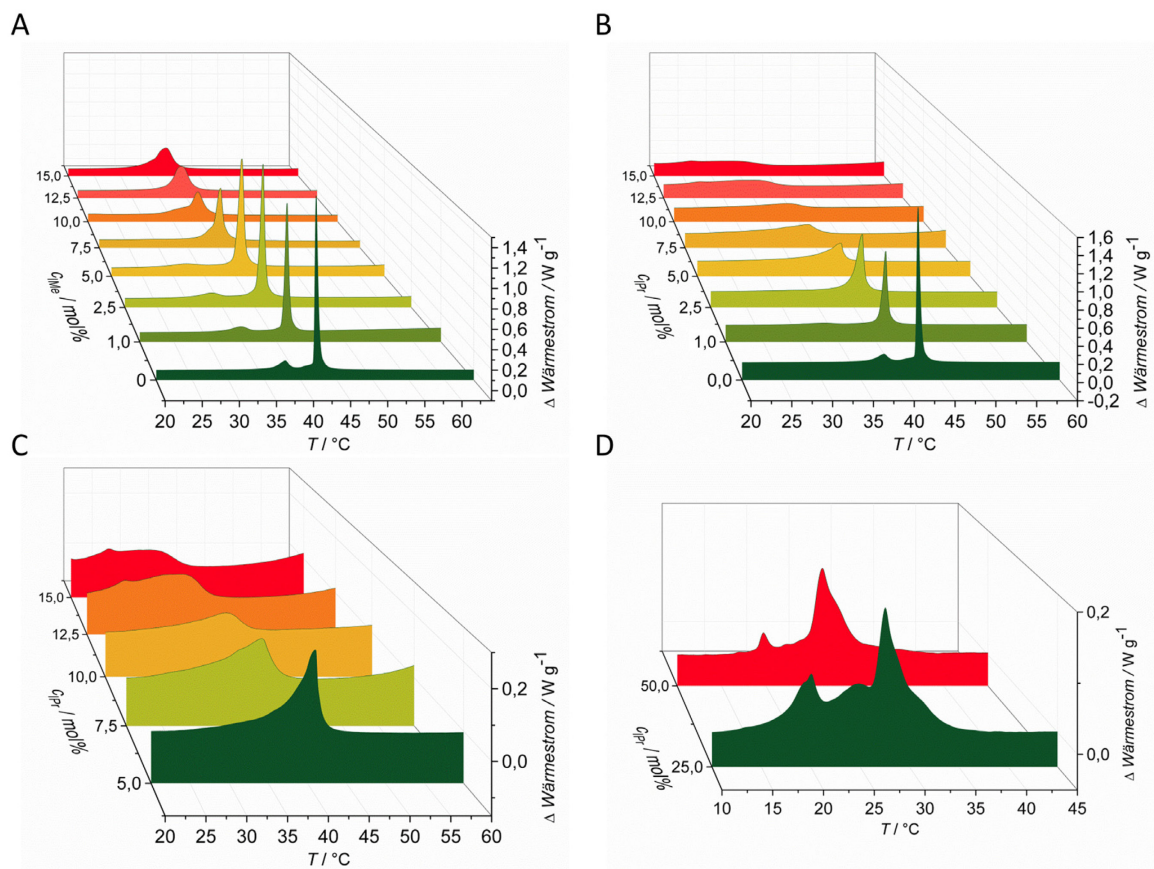 A
15,0
12,5
10,0
7,5
5,0
2,5
1,0
0
c_IMe / mol%
1,4
1,2
1,0
0,8
0,6
0,4
0,2
0,0
Δ Wärmestrom / W g⁻¹
20 25 30 35 40 45 50 55 60
T / °C
B
15,0
12,5
10,0
7,5
5,0
2,5
1,0
0,0
c_IPr / mol%
1,6
1,4
1,2
1,0
0,8
0,6
0,4
0,2
0,0
-0,2
Δ Wärmestrom / W g⁻¹
20 25 30 35 40 45 50 55 60
T / °C
C
15,0
12,5
10,0
7,5
5,0
c_IPr / mol%
0,2
0,0
Δ Wärmestrom / W g⁻¹
20 25 30 35 40 45 50 55 60
T / °C
D
50,0
25,0
c_IPr / mol%
0,2
0,0
Δ Wärmestrom / W g⁻¹
10 15 20 25 30 35 40 45
T / °C